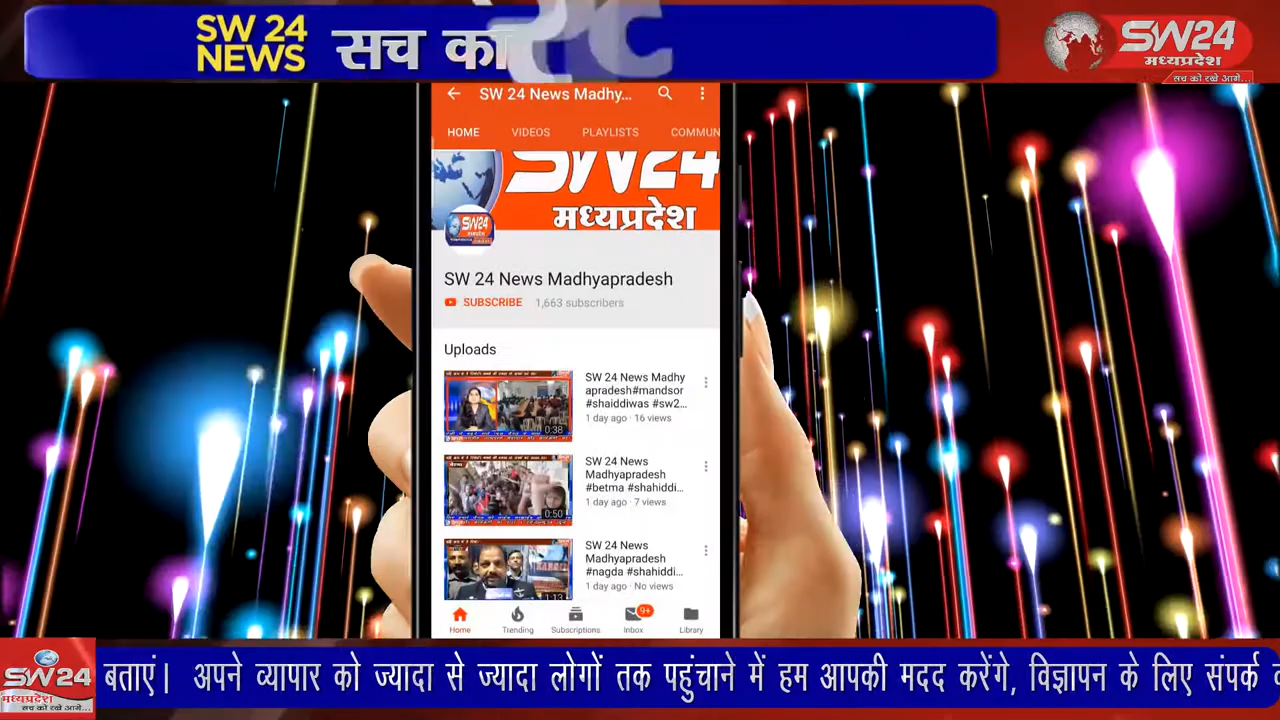 SW 24
NEWS
सच को
SW24
मध्यप्रदेश
सच को रखे आगे...
SW 24 News Madhy...
HOME VIDEOS PLAYLISTS COMMUN
SW24
मध्यप्रदेश
SW24
SW 24 News Madhyapradesh
SUBSCRIBE 1,663 subscribers
Uploads
SW 24 News Madhy
apradesh#mandsor
#shaiddiwas #sw2...
1 day ago · 16 views
0:38
SW 24 News
Madhyapradesh
#betma #shahiddi...
1 day ago · 7 views
0:50
SW 24 News
Madhyapradesh
#nagda #shahiddi...
1 day ago · No views
1:13
9+
Home Trending Subscriptions Inbox Library
SW24
मध्यप्रदेश
सच को रखे आगे...
बताएं। अपने व्यापार को ज्यादा से ज्यादा लोगों तक पहुंचाने में हम आपकी मदद करेंगे, विज्ञापन के लिए संपर्क